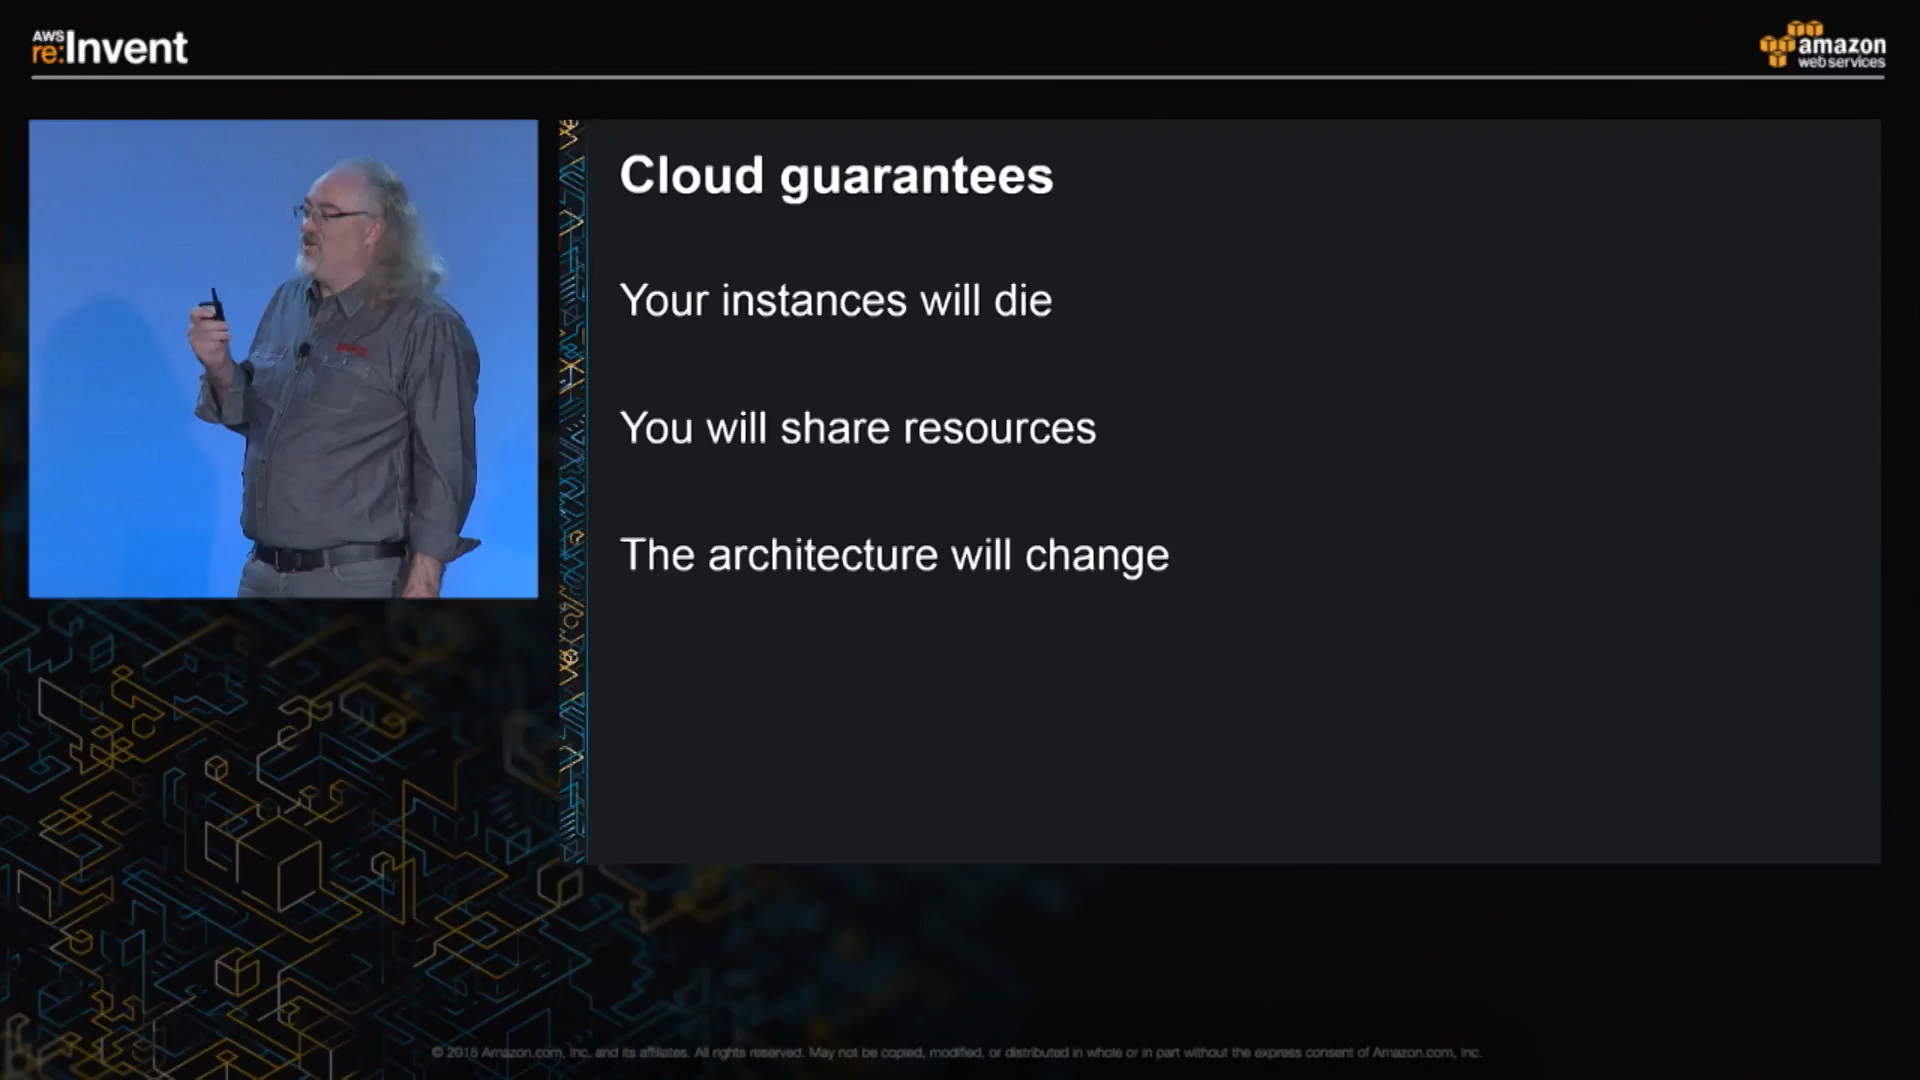 AWS
re:Invent
amazon
web services
Cloud guarantees
Your instances will die
You will share resources
The architecture will change
© 2015 Amazon.com, Inc. and its affiliates. All rights reserved. May not be copied, modified, or distributed in whole or in part without the express consent of Amazon.com, Inc.